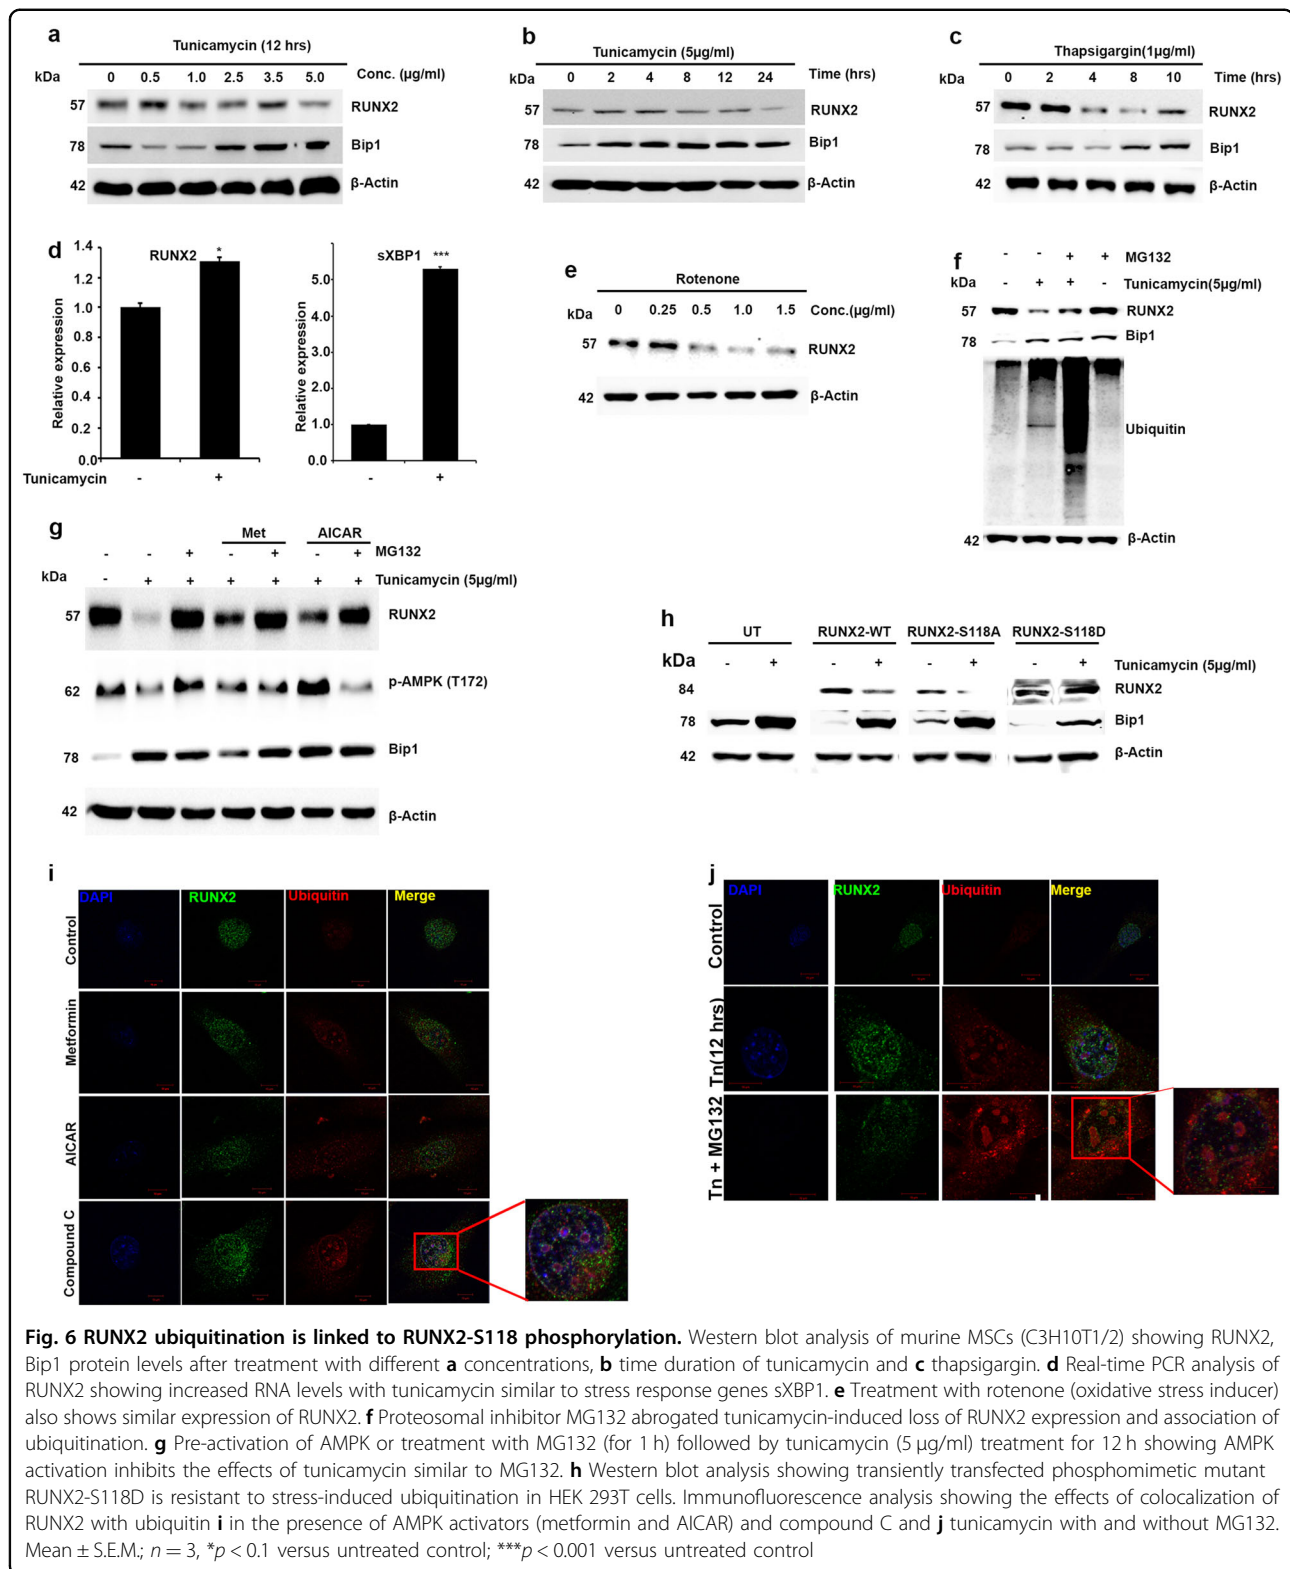 a
Tunicamycin (12 hrs)
kDa 0 0.5 1.0 2.5 3.5 5.0 Conc. (µg/ml)
57 RUNX2
78 Bip1
42 β-Actin
b
Tunicamycin (5µg/ml)
kDa 0 2 4 8 12 24 Time (hrs)
57 RUNX2
78 Bip1
42 β-Actin
c
Thapsigargin(1µg/ml)
kDa 0 2 4 8 10 Time (hrs)
57 RUNX2
78 Bip1
42 β-Actin
d
RUNX2 *
Relative expression
1.4
1.2
1.0
0.8
0.6
0.4
0.2
0.0
sXBP1 ***
Relative expression
5.0
4.0
3.0
2.0
1.0
0.0
Tunicamycin - + - +
e
Rotenone
kDa 0 0.25 0.5 1.0 1.5 Conc.(µg/ml)
57 RUNX2
42 β-Actin
f
- - + + MG132
kDa - + + - Tunicamycin(5µg/ml)
57 RUNX2
78 Bip1
Ubiquitin
42 β-Actin
g
Met AICAR
- - + - + - + MG132
kDa - + + + + + + Tunicamycin (5µg/ml)
57 RUNX2
62 p-AMPK (T172)
78 Bip1
42 β-Actin
h
UT RUNX2-WT RUNX2-S118A RUNX2-S118D
kDa - + - + - + - + Tunicamycin (5µg/ml)
84 RUNX2
78 Bip1
42 β-Actin
i
DAPI RUNX2 Ubiquitin Merge
Control
Metformin
AICAR
Compound C
j
DAPI RUNX2 Ubiquitin Merge
Control
Tn(12 hrs)
Tn + MG132
Fig. 6 RUNX2 ubiquitination is linked to RUNX2-S118 phosphorylation. Western blot analysis of murine MSCs (C3H10T1/2) showing RUNX2,
Bip1 protein levels after treatment with different a concentrations, b time duration of tunicamycin and c thapsigargin. d Real-time PCR analysis of
RUNX2 showing increased RNA levels with tunicamycin similar to stress response genes sXBP1. e Treatment with rotenone (oxidative stress inducer)
also shows similar expression of RUNX2. f Proteosomal inhibitor MG132 abrogated tunicamycin-induced loss of RUNX2 expression and association of
ubiquitination. g Pre-activation of AMPK or treatment with MG132 (for 1 h) followed by tunicamycin (5 µg/ml) treatment for 12 h showing AMPK
activation inhibits the effects of tunicamycin similar to MG132. h Western blot analysis showing transiently transfected phosphomimetic mutant
RUNX2-S118D is resistant to stress-induced ubiquitination in HEK 293T cells. Immunofluorescence analysis showing the effects of colocalization of
RUNX2 with ubiquitin i in the presence of AMPK activators (metformin and AICAR) and compound C and j tunicamycin with and without MG132.
Mean ± S.E.M.; n = 3, *p < 0.1 versus untreated control; ***p < 0.001 versus untreated control